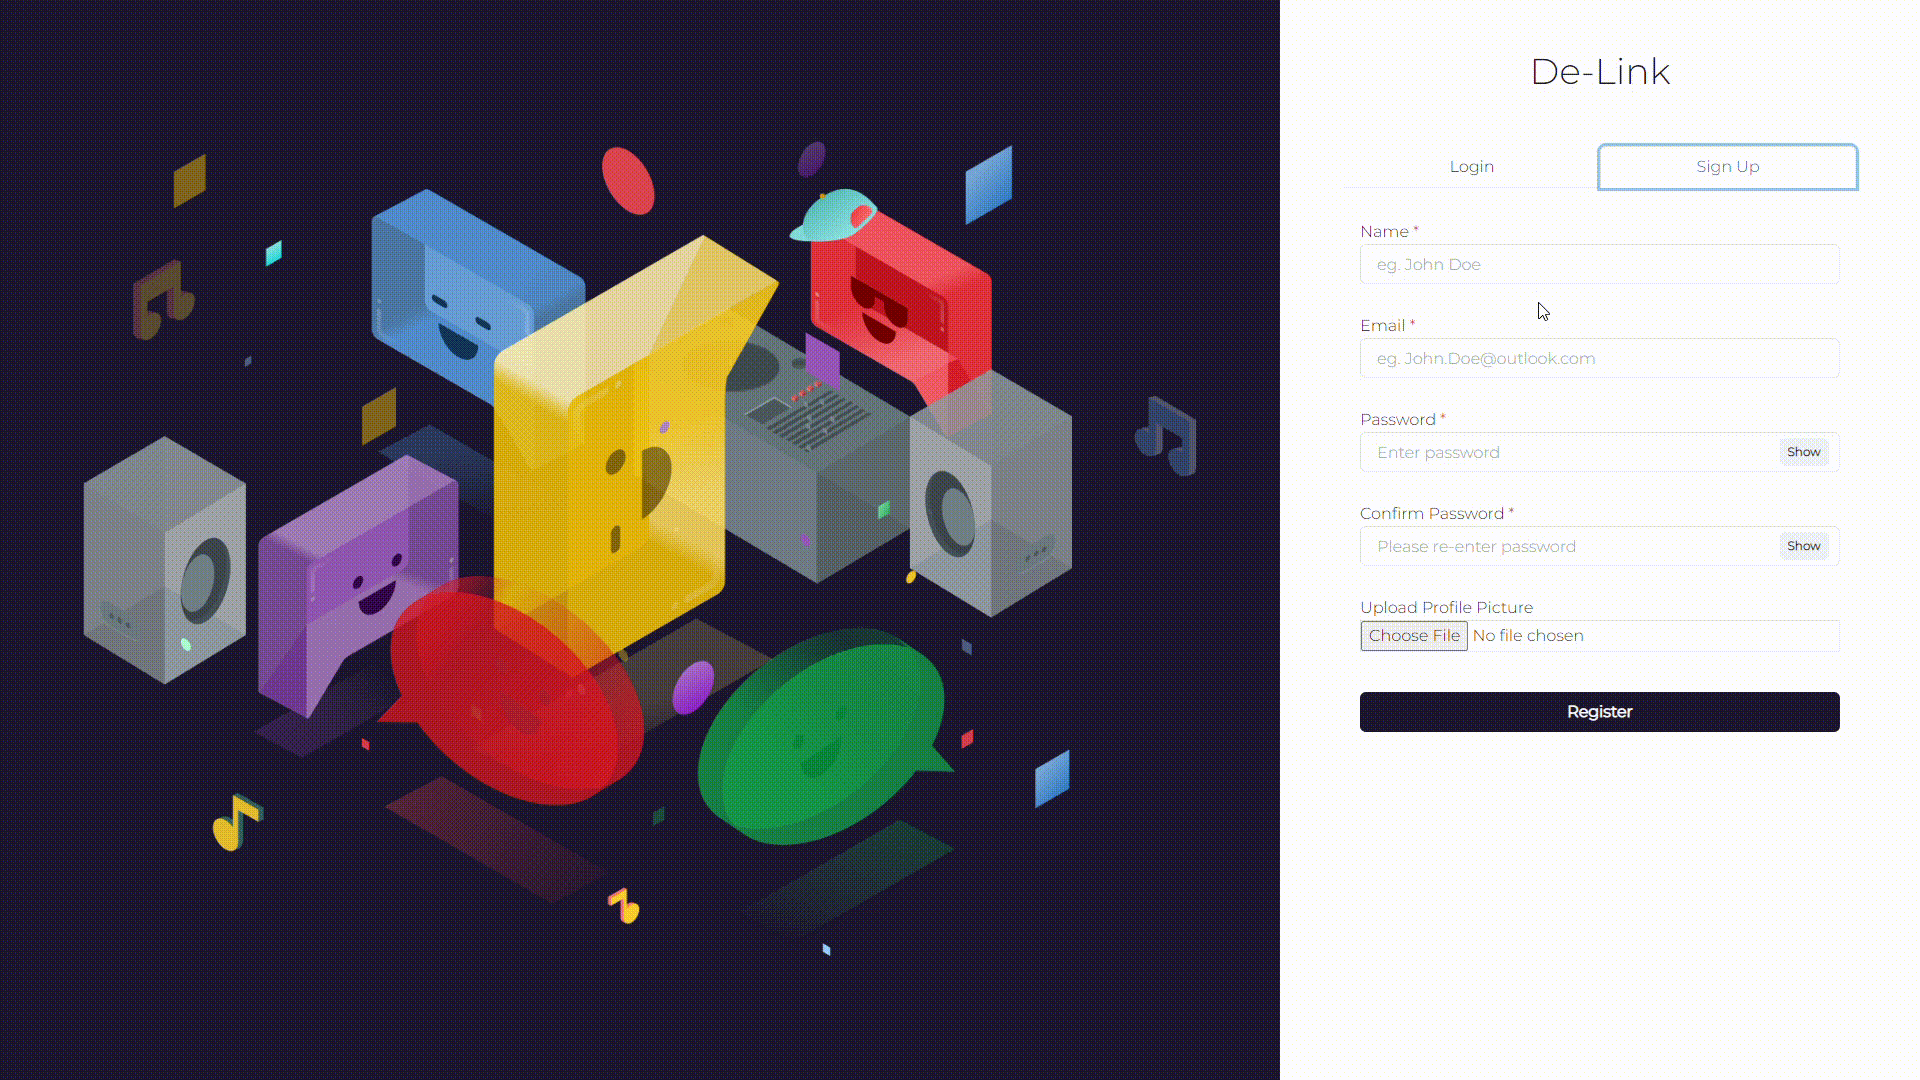 De-Link
Login
Sign Up
Name *
eg. John Doe
Email *
eg. John.Doe@outlook.com
Password *
Enter password
Show
Confirm Password *
Please re-enter password
Show
Upload Profile Picture
Choose File No file chosen
Register